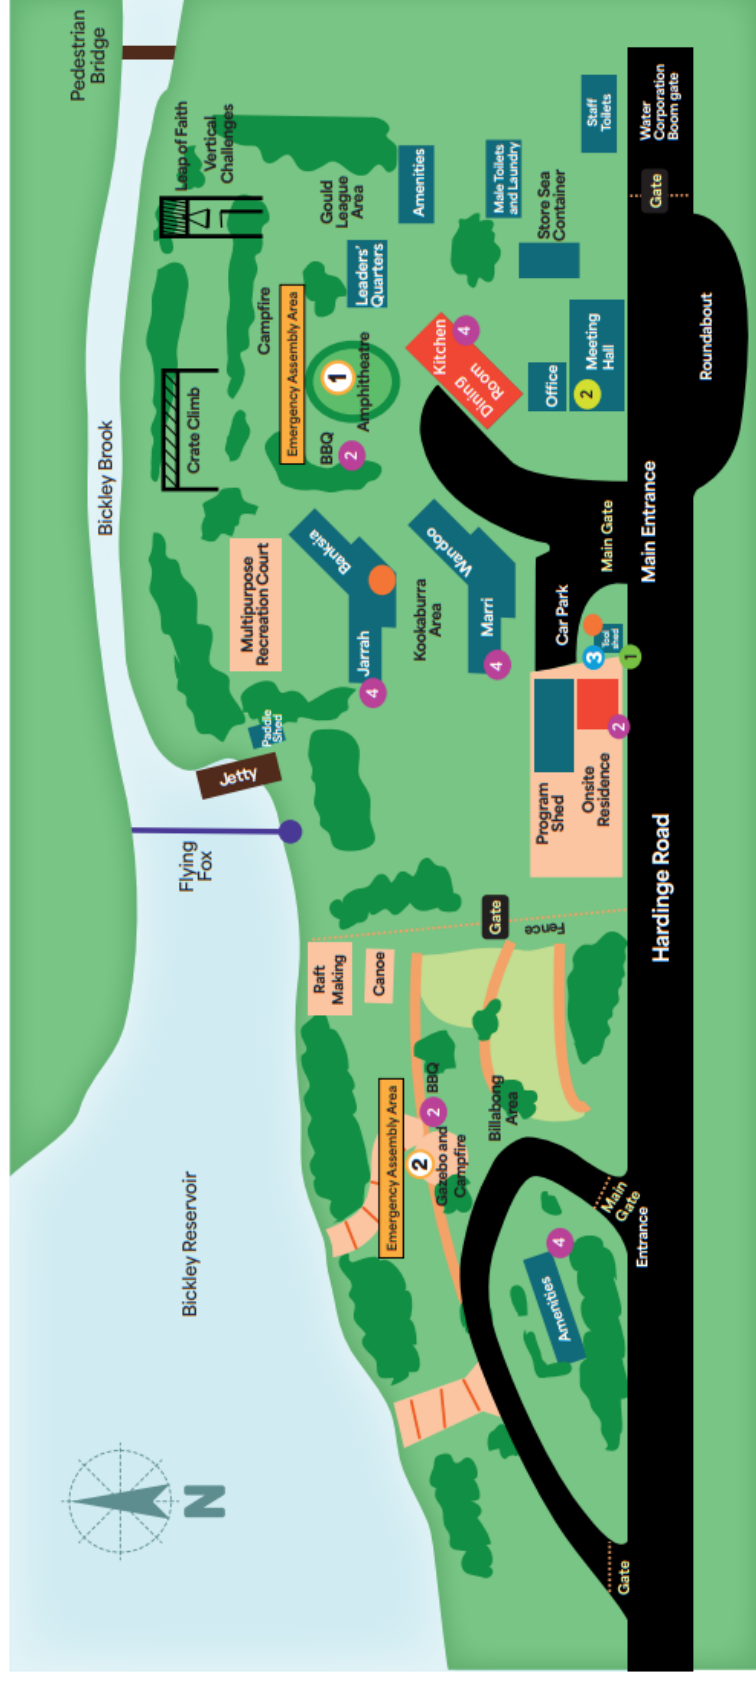 Pedestrian
Bridge
Bickley Brook
Bickley Reservoir
N
Flying
Fox
Leap of Faith
Vertical
Challenges
Crate Climb
Jetty
Paddle
Shed
Multipurpose
Recreation Court
Campfire
Emergency Assembly Area
1
Amphitheatre
BBQ
2
Gould
League
Area
Leaders'
Quarters
Amenities
Banksia
Jarrah
4
Kookaburra
Area
Wandoo
Marri
4
Kitchen
4
Dining
Room
Male Toilets
and Laundry
Store Sea
Container
Office
Meeting
Hall
2
Staff
Toilets
Water
Corporation
Boom gate
Gate
Roundabout
Raft
Making
Canoe
Emergency Assembly Area
2
Gazebo and
Campfire
2
BBQ
Billabong
Area
Gate
Fence
Program
Shed
Onsite
Residence
2
Car Park
3
Tool
shed
1
Main Gate
Main Entrance
Amenities
4
Main
Gate
Entrance
Gate
Hardinge Road